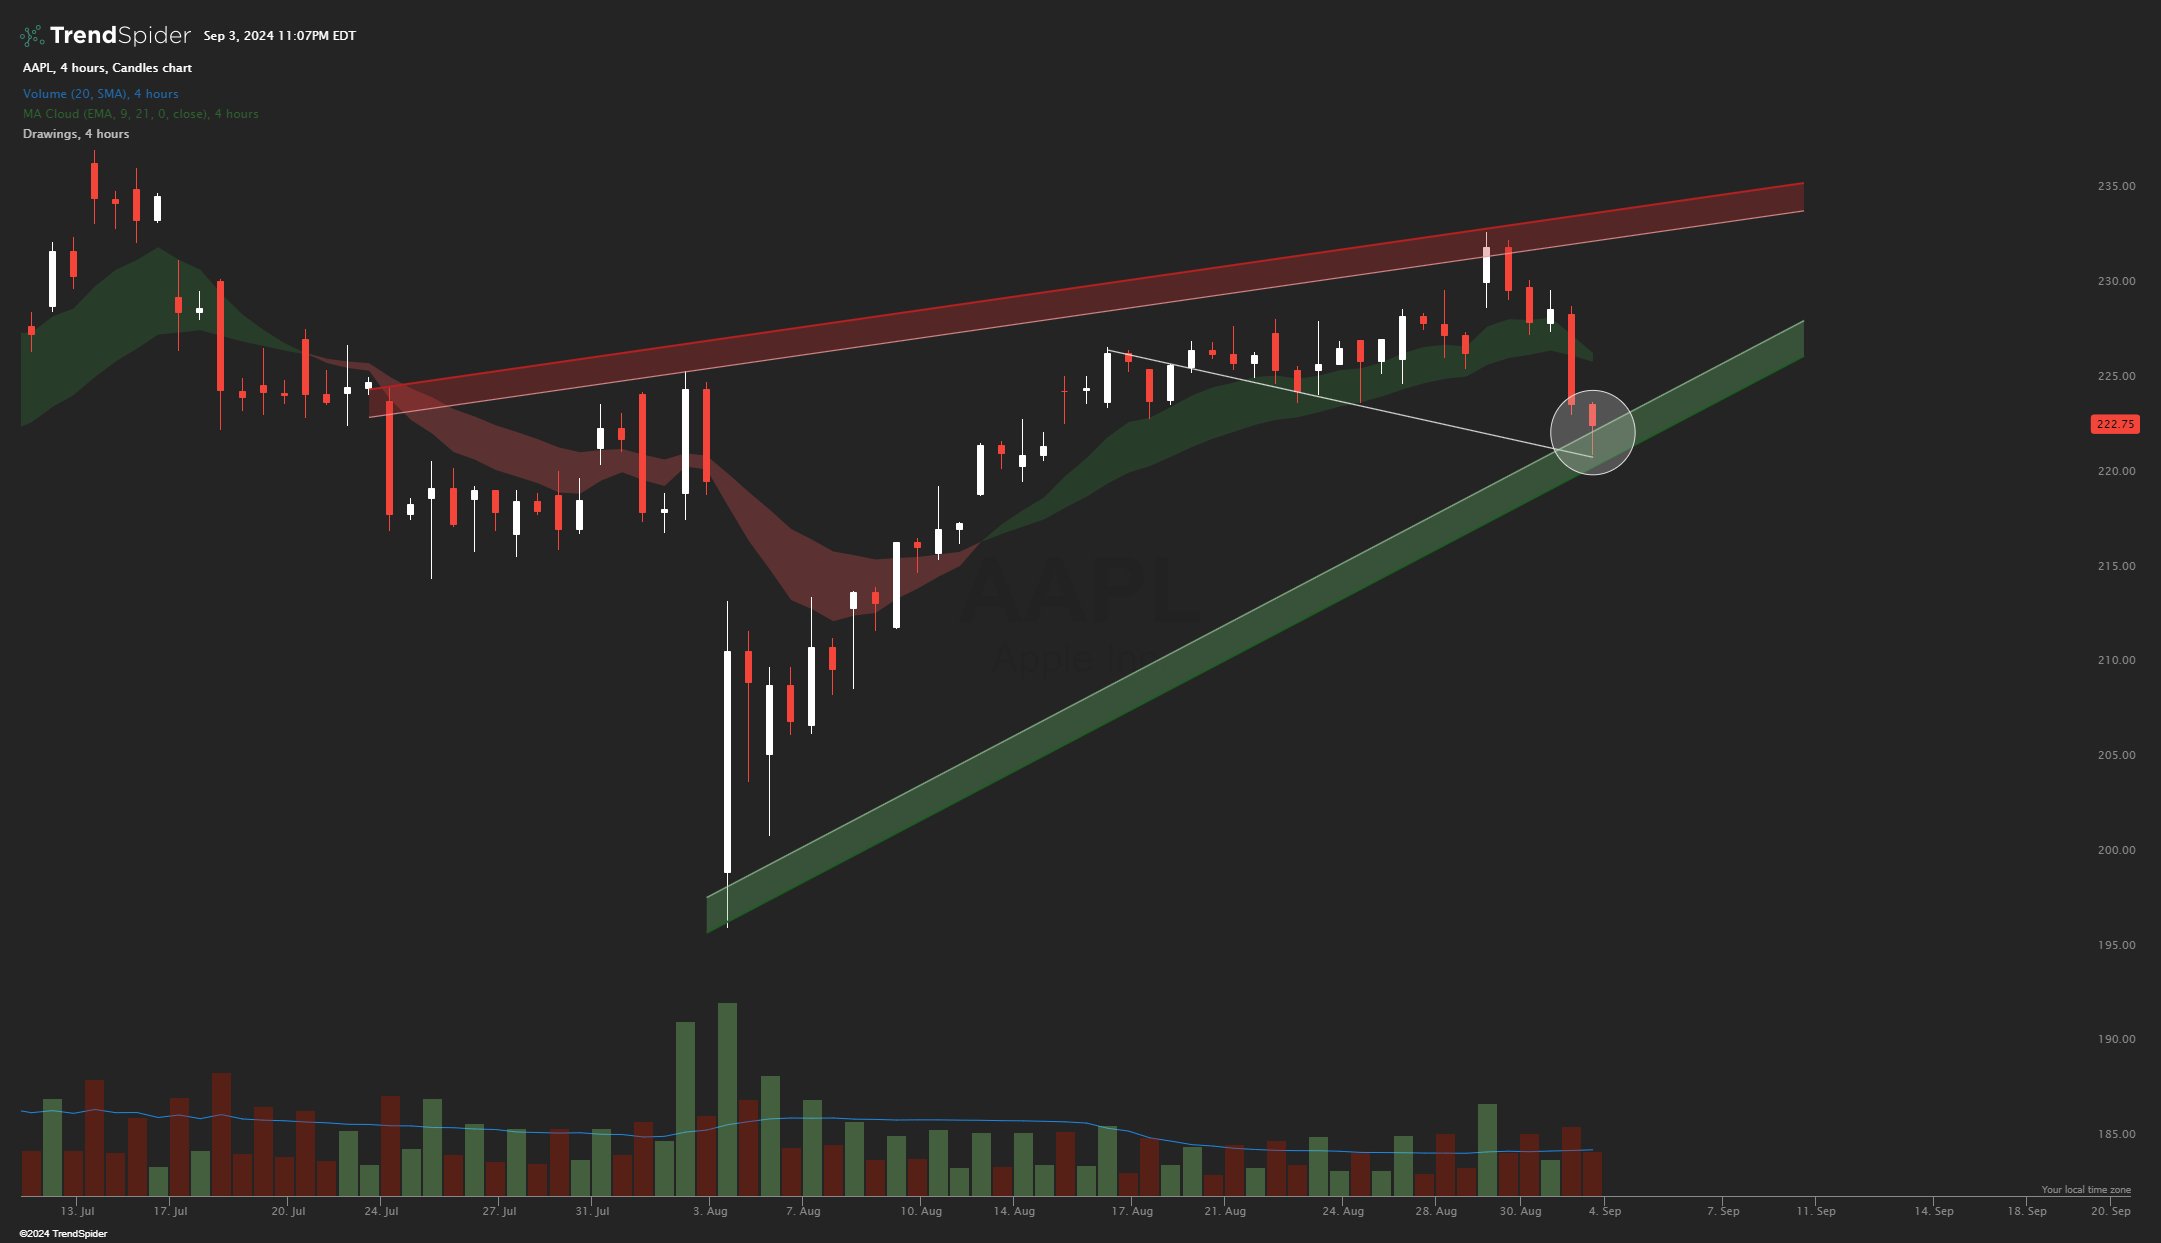 TrendSpider Sep 3, 2024 11:07PM EDT
AAPL, 4 hours, Candles chart
Volume (20, SMA), 4 hours
MA Cloud (EMA, 9, 21, 0, close), 4 hours
Drawings, 4 hours
235.00
230.00
225.00
222.75
220.00
215.00
AAPL
Apple Inc
210.00
205.00
200.00
195.00
190.00
185.00
Your local time zone
13. Jul 17. Jul 20. Jul 24. Jul 27. Jul 31. Jul 3. Aug 7. Aug 10. Aug 14. Aug 17. Aug 21. Aug 24. Aug 28. Aug 30. Aug 4. Sep 7. Sep 11. Sep 14. Sep 18. Sep 20. Sep
©2024 TrendSpider